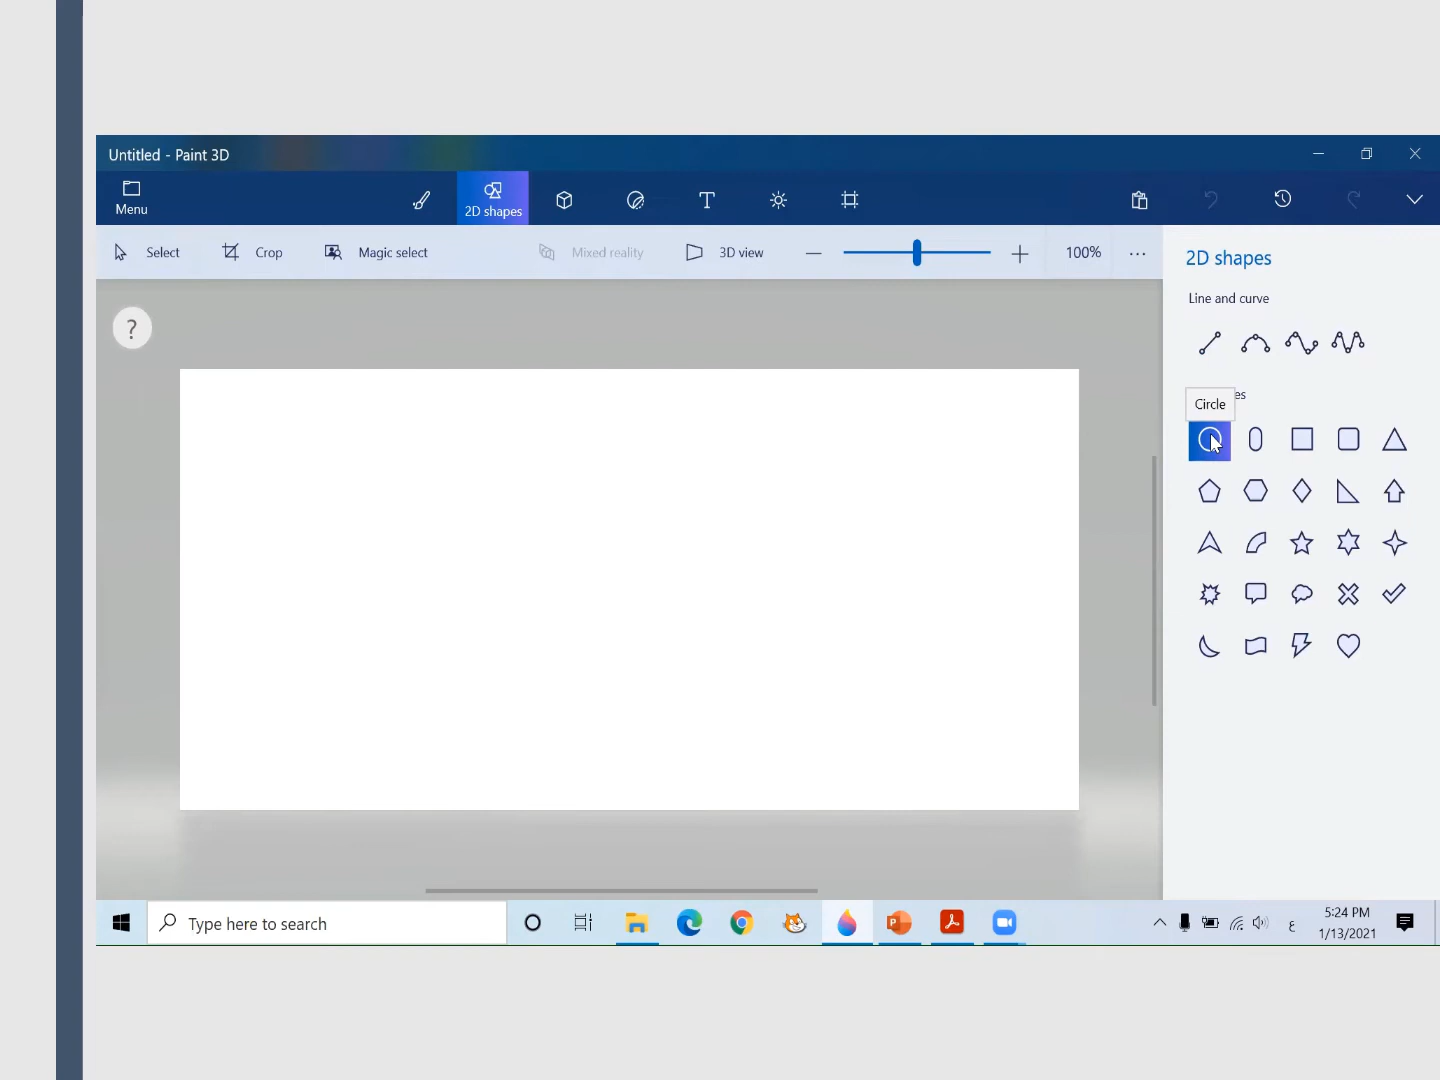 Untitled - Paint 3D
Menu
2D shapes
Select
Crop
Magic select
Mixed reality
3D view
100%
...
2D shapes
?
Line and curve
Circle
es
Type here to search
ع
5:24 PM
1/13/2021